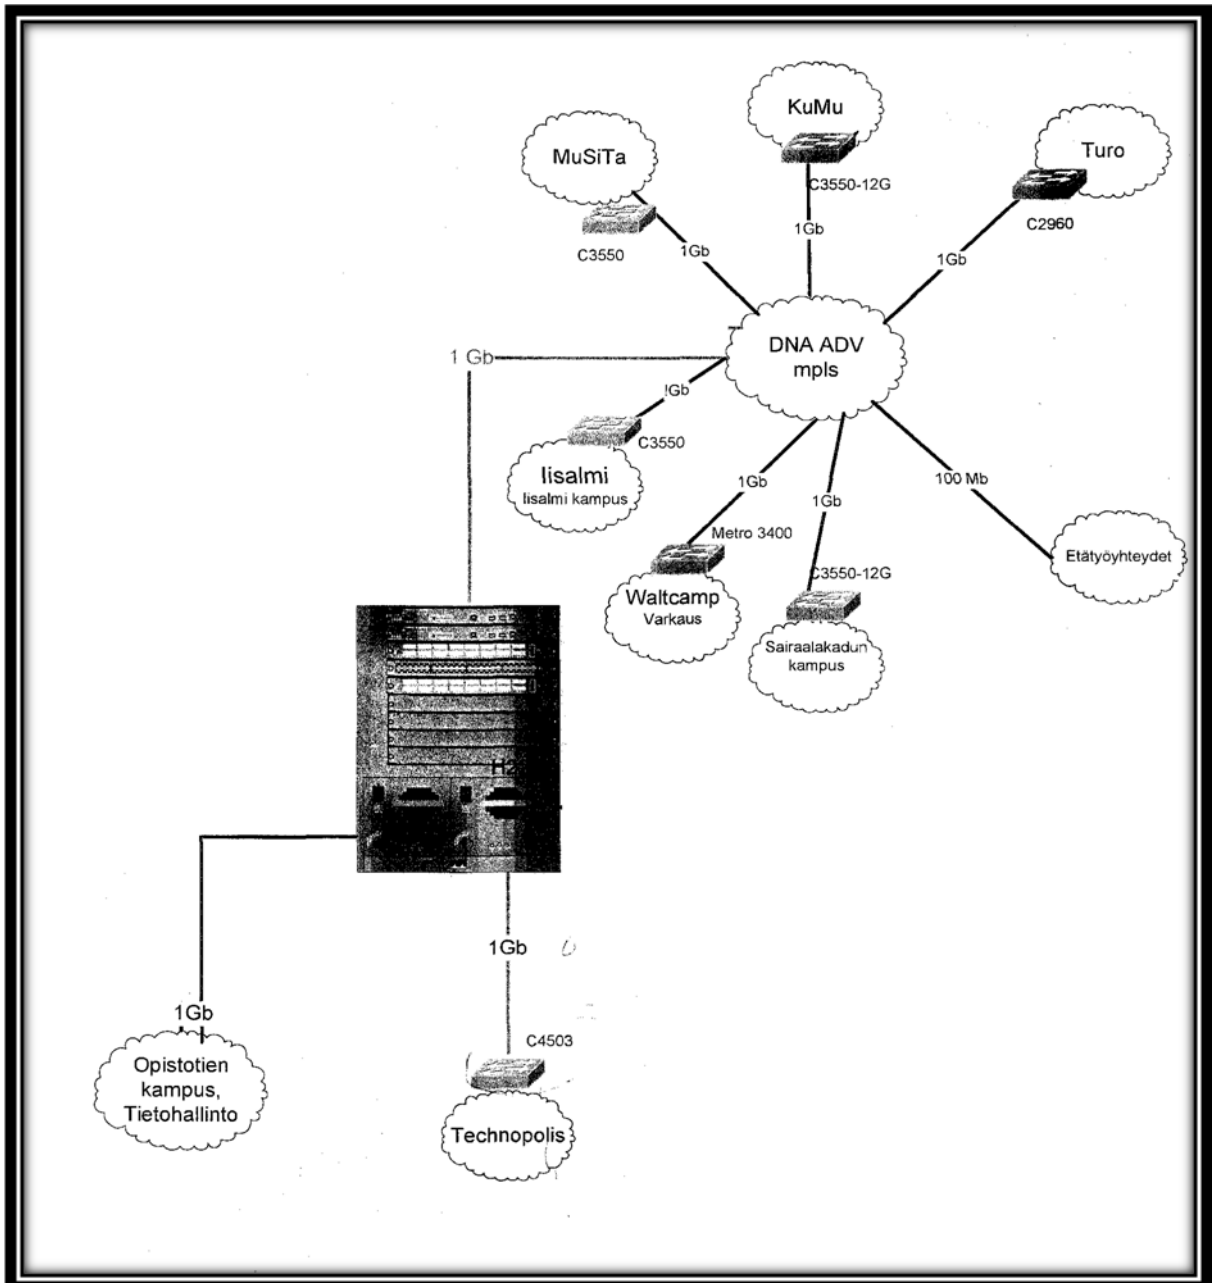 KuMu
MuSiTa
Turo
C3550-12G
C2960
C3550
1Gb
1Gb
1Gb
DNA ADV
mpls
1 Gb
IGb
C3550
Iisalmi
Iisalmi kampus
1Gb
1Gb
100 Mb
Metro 3400
C3550-12G
Etätyöyhteydet
Waltcamp
Varkaus
Sairaalakadun
kampus
H2
1Gb
1Gb
C4503
Opistotien
kampus,
Tietohallinto
Technopolis